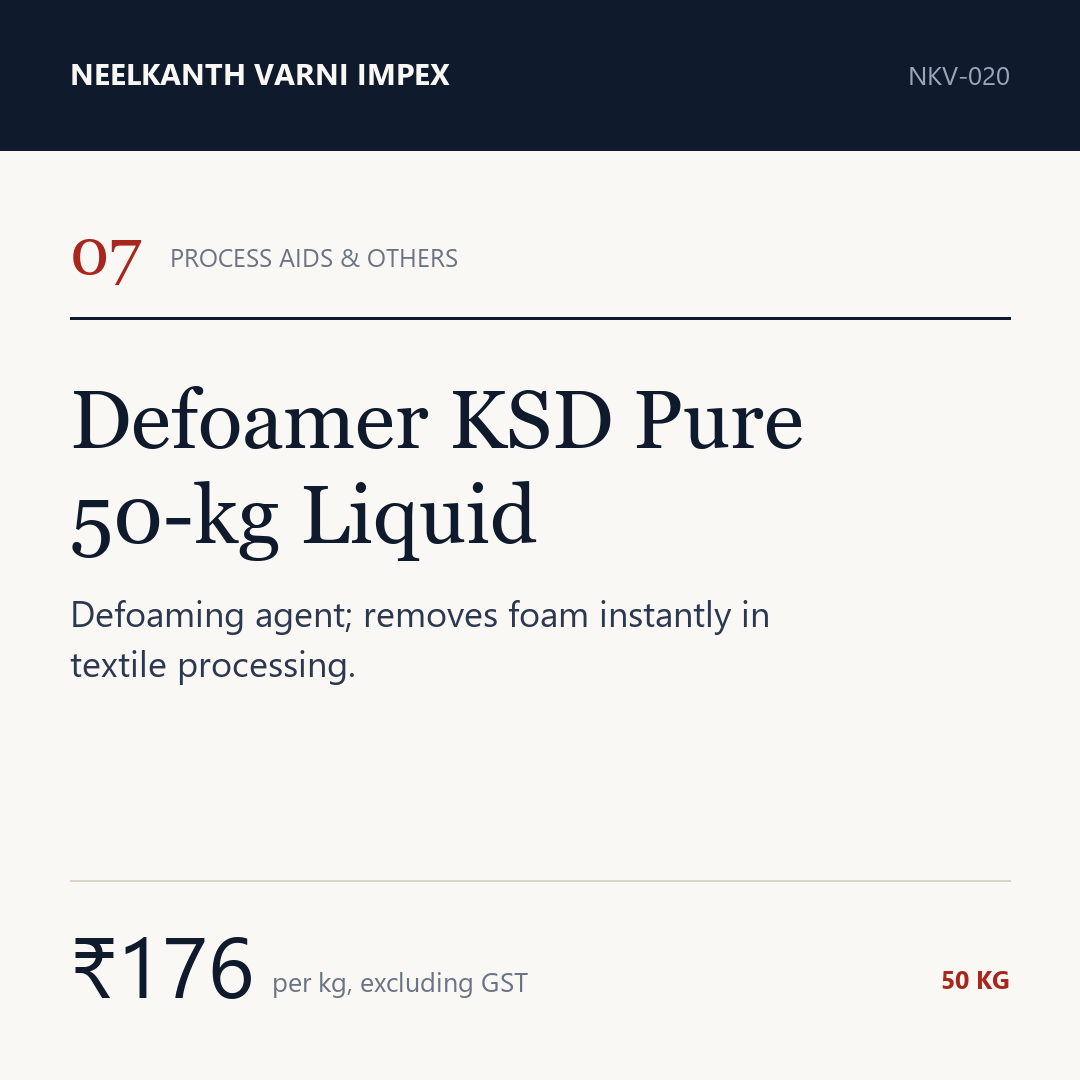 NEELKANTH VARNI IMPEX
NKV-020
07
PROCESS AIDS & OTHERS
Defoamer KSD Pure
50-kg Liquid
Defoaming agent; removes foam instantly in
textile processing.
₹176 per kg, excluding GST
50 KG